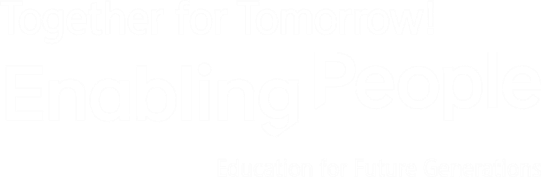 Together for Tomorrow!
Enabling People
Education for Future Generations